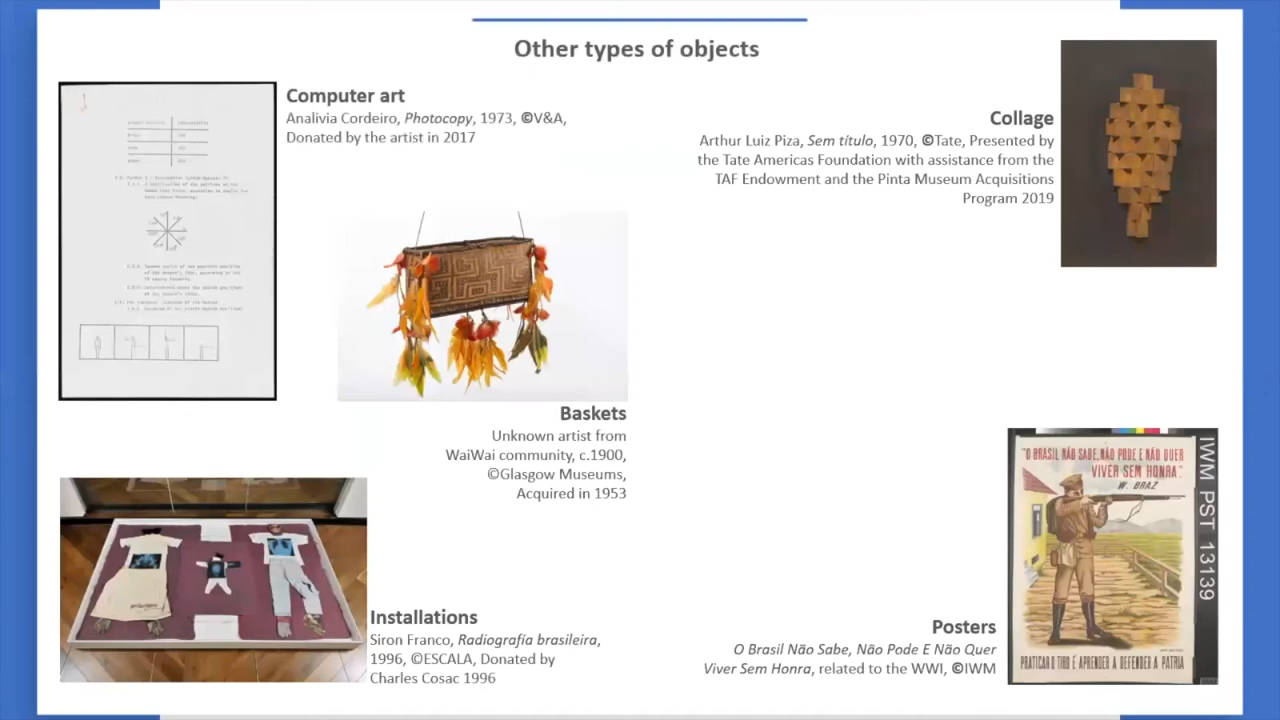 Other types of objects
Computer art
Analivia Cordeiro, Photocopy, 1973, ©V&A,
Donated by the artist in 2017
Collage
Arthur Luiz Piza, Sem título, 1970, ©Tate, Presented by
the Tate Americas Foundation with assistance from the
TAF Endowment and the Pinta Museum Acquisitions
Program 2019
Baskets
Unknown artist from
WaiWai community, c.1900,
©Glasgow Museums,
Acquired in 1953
Installations
Siron Franco, Radiografia brasileira,
1996, ©ESCALA, Donated by
Charles Cosac 1996
Posters
O Brasil Não Sabe, Não Pode E Não Quer
Viver Sem Honra, related to the WWI, ©IWM
"O BRASIL NÃO SABE, NÃO PODE E NÃO QUER
VIVER SEM HONRA."
W. BRAZ
PRATICAR O TIRO É APRENDER A DEFENDER A PATRIA
IWM PST 13139